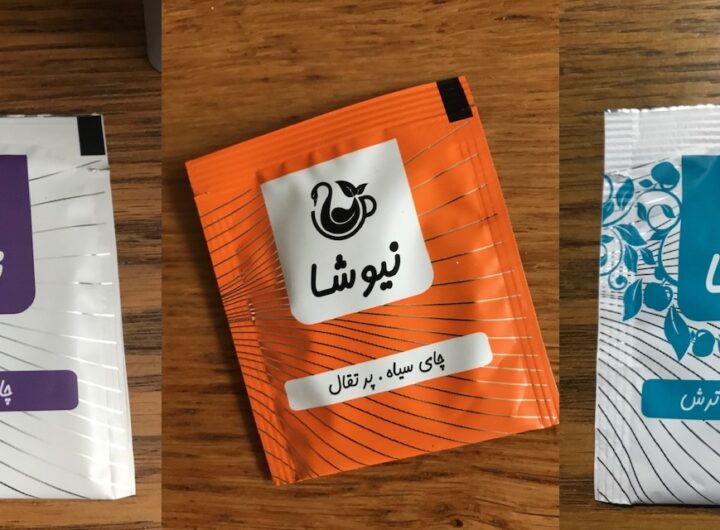 نیوشا
چای سیاه . پرتقال
ترش